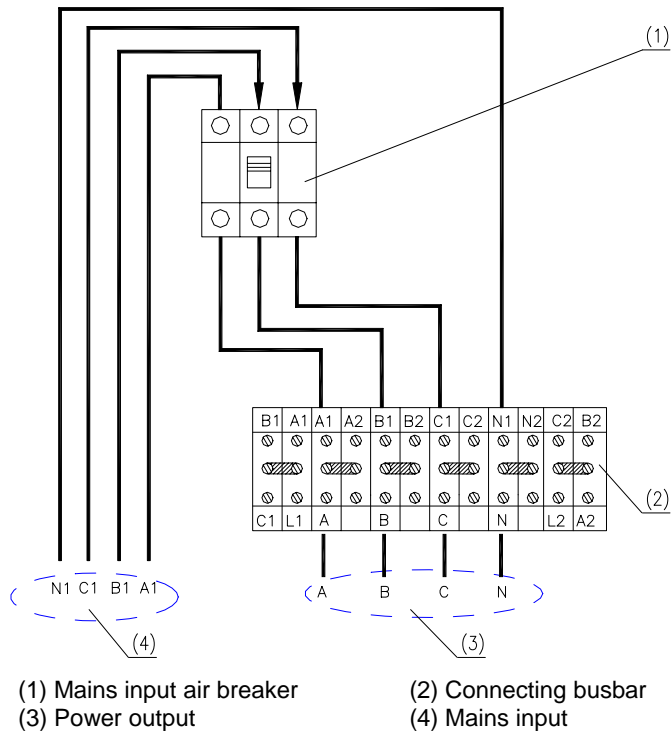 (1)
B1 A1 A1 A2 B1 B2 C1 C2 N1 N2 C2 B2
(2)
C1 L1 A B C N L2 A2
N1 C1 B1 A1
A B C N
(4)
(3)
(1) Mains input air breaker
(2) Connecting busbar
(3) Power output
(4) Mains input